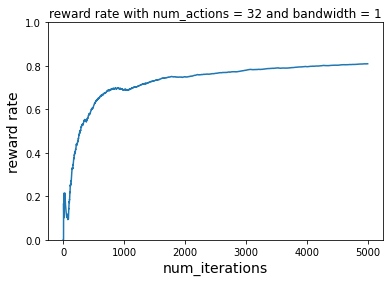 reward rate with num_actions = 32 and bandwidth = 1
1.0
0.8
0.6
0.4
0.2
0.0
reward rate
0 1000 2000 3000 4000 5000
num_iterations